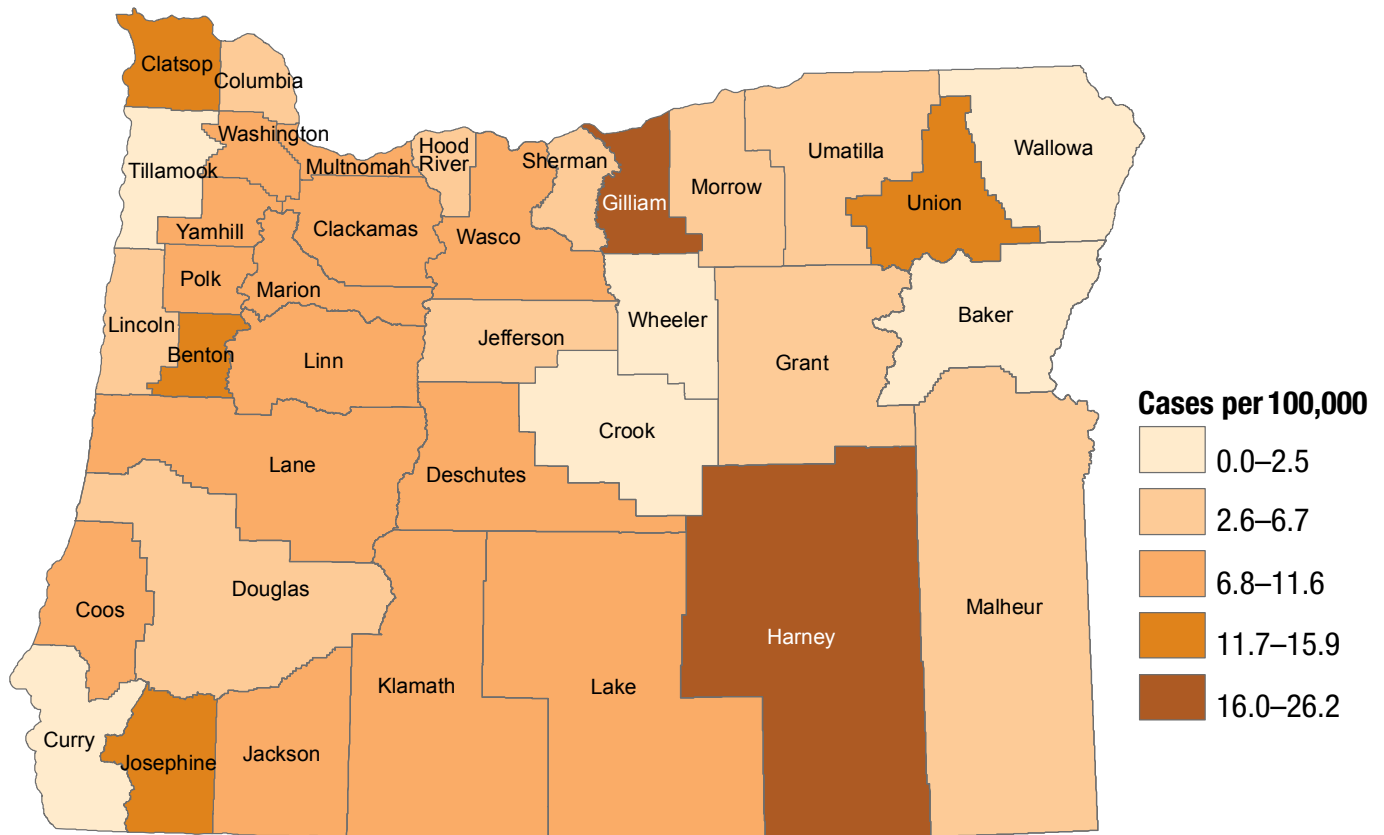 Clatsop
Columbia
Washington
Tillamook
Multnomah
Hood
River
Sherman
Gilliam
Morrow
Umatilla
Union
Wallowa
Yamhill
Clackamas
Wasco
Polk
Marion
Lincoln
Benton
Linn
Jefferson
Wheeler
Grant
Baker
Crook
Lane
Deschutes
Douglas
Coos
Curry
Josephine
Jackson
Klamath
Lake
Harney
Malheur
Cases per 100,000
0.0–2.5
2.6–6.7
6.8–11.6
11.7–15.9
16.0–26.2